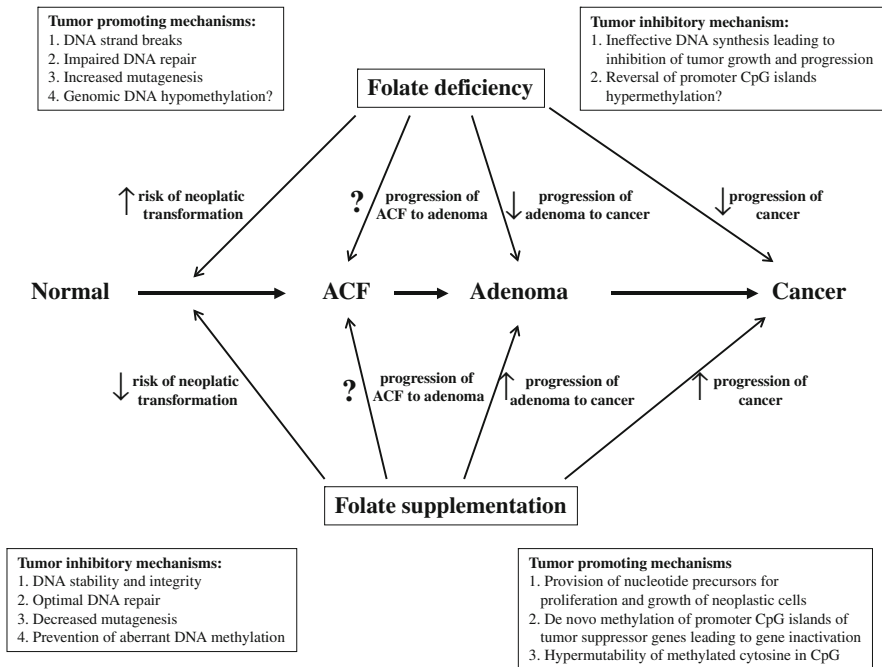 Tumor promoting mechanisms:
1. DNA strand breaks
2. Impaired DNA repair
3. Increased mutagenesis
4. Genomic DNA hypomethylation?
Tumor inhibitory mechanism:
1. Ineffective DNA synthesis leading to
inhibition of tumor growth and progression
2. Reversal of promoter CpG islands
hypermethylation?
Folate deficiency
↑ risk of neoplatic
transformation
? progression of
ACF to adenoma
↓ progression of
adenoma to cancer
↓ progression of
cancer
Normal ACF Adenoma Cancer
↓ risk of neoplatic
transformation
? progression of
ACF to adenoma
↑ progression of
adenoma to cancer
↑ progression of
cancer
Folate supplementation
Tumor inhibitory mechanisms:
1. DNA stability and integrity
2. Optimal DNA repair
3. Decreased mutagenesis
4. Prevention of aberrant DNA methylation
Tumor promoting mechanisms
1. Provision of nucleotide precursors for
proliferation and growth of neoplastic cells
2. De novo methylation of promoter CpG islands of
tumor suppressor genes leading to gene inactivation
3. Hypermutability of methylated cytosine in CpG